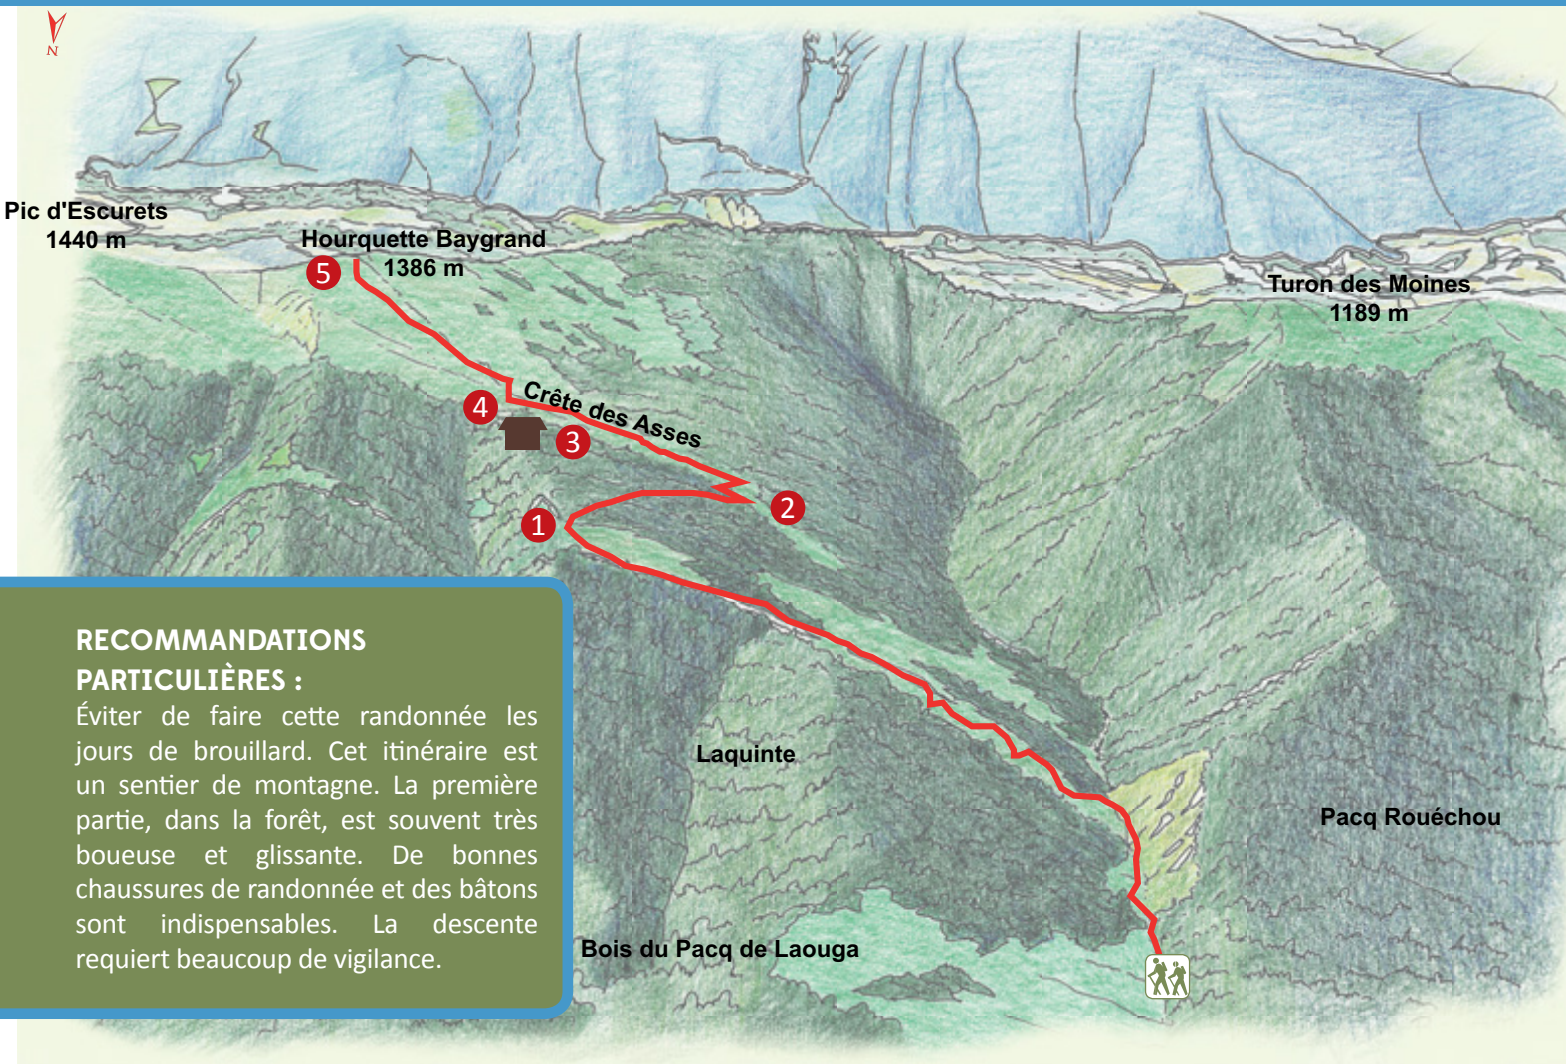 N
Pic d'Escurets
1440 m
Hourquette Baygrand
1386 m
5
Turon des Moines
1189 m
4
Crête des Asses
3
2
1
RECOMMANDATIONS
PARTICULIÈRES :
Éviter de faire cette randonnée les
jours de brouillard. Cet itinéraire est
un sentier de montagne. La première
partie, dans la forêt, est souvent très
boueuse et glissante. De bonnes
chaussures de randonnée et des bâtons
sont indispensables. La descente
requiert beaucoup de vigilance.
Laquinte
Pacq Rouéchou
Bois du Pacq de Laouga